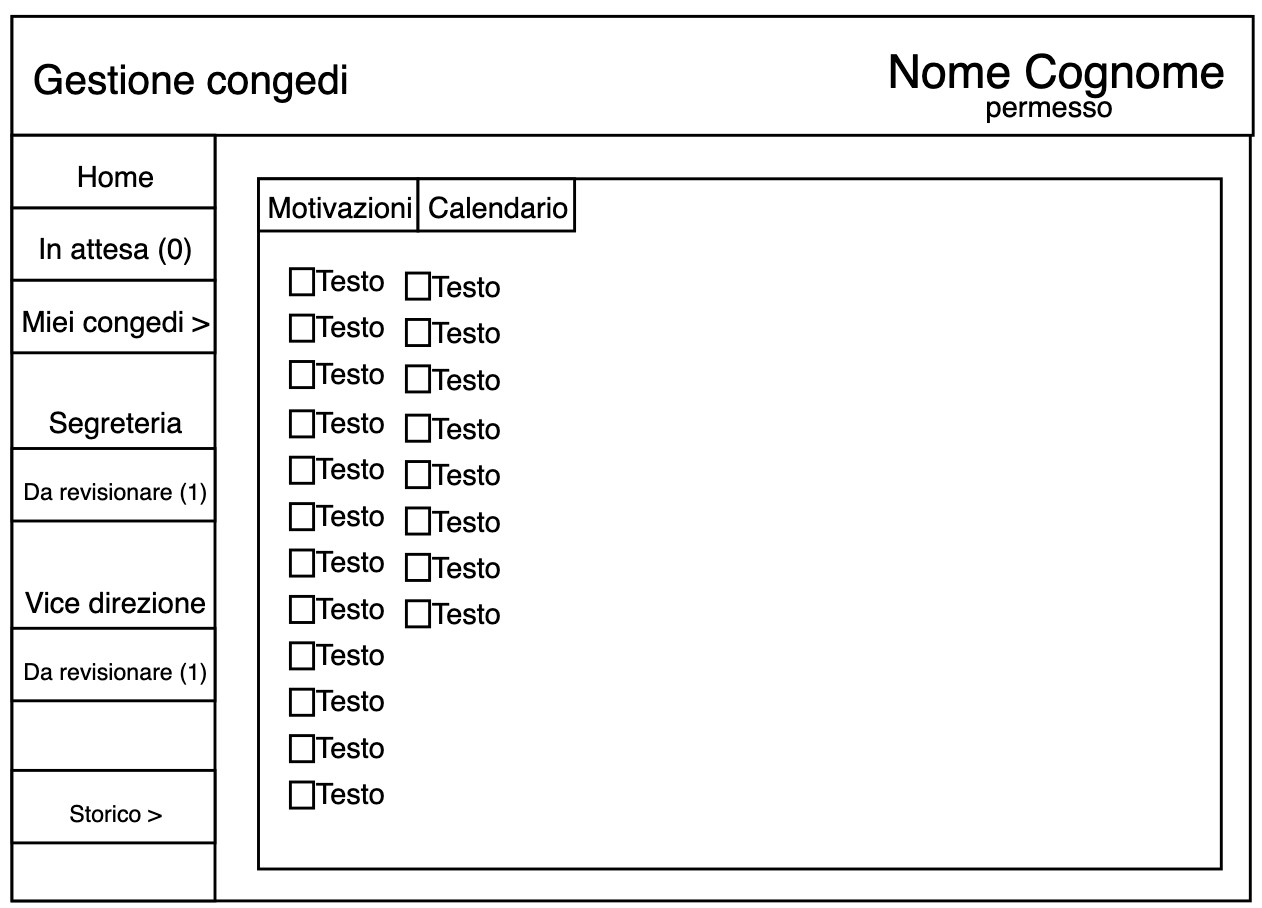 Gestione congedi
Nome Cognome
permesso
Home
In attesa (0)
Miei congedi >
Segreteria
Da revisionare (1)
Vice direzione
Da revisionare (1)
Storico >
Motivazioni Calendario
Testo Testo
Testo Testo
Testo Testo
Testo Testo
Testo Testo
Testo Testo
Testo Testo
Testo Testo
Testo
Testo
Testo
Testo